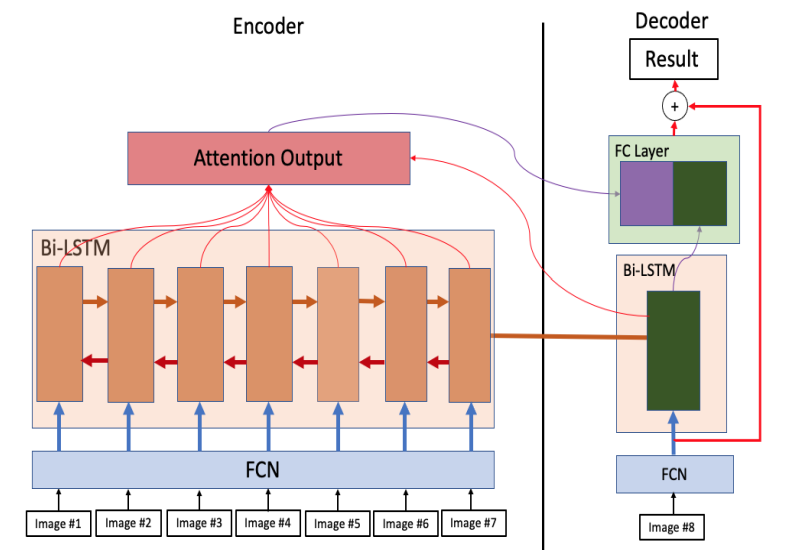 Encoder
Decoder
Result
+
Attention Output
FC Layer
Bi-LSTM
Bi-LSTM
FCN
FCN
Image #1
Image #2
Image #3
Image #4
Image #5
Image #6
Image #7
Image #8